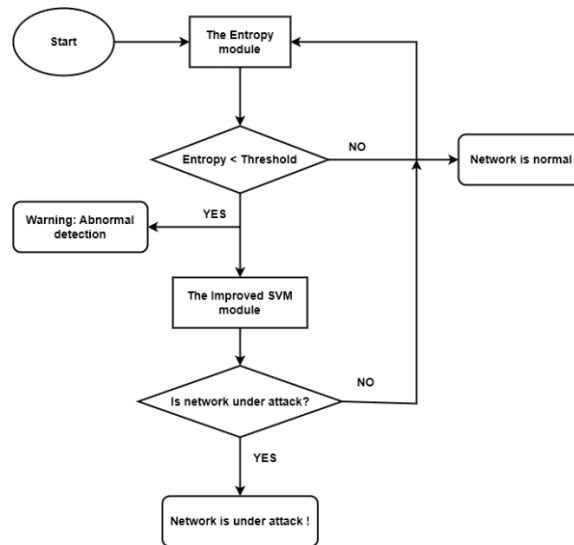 Start
The Entropy
module
Entropy < Threshold
NO
Network is normal
YES
Warning: Abnormal
detection
The Improved SVM
module
Is network under attack?
NO
YES
Network is under attack !